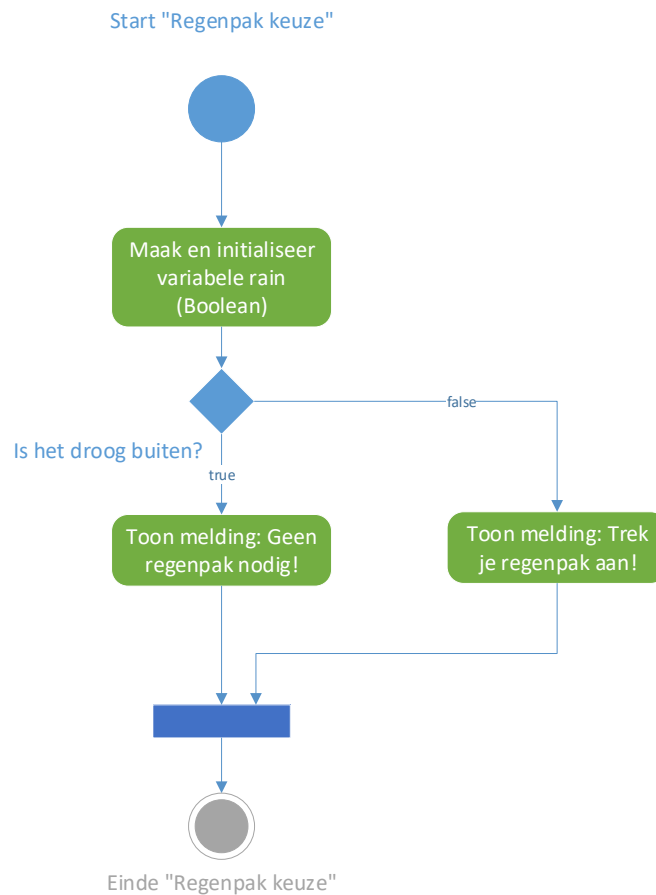 Start "Regenpak keuze"
Maak en initialiseer
variabele rain
(Boolean)
false
Is het droog buiten?
true
Toon melding: Geen
regenpak nodig!
Toon melding: Trek
je regenpak aan!
Einde "Regenpak keuze"